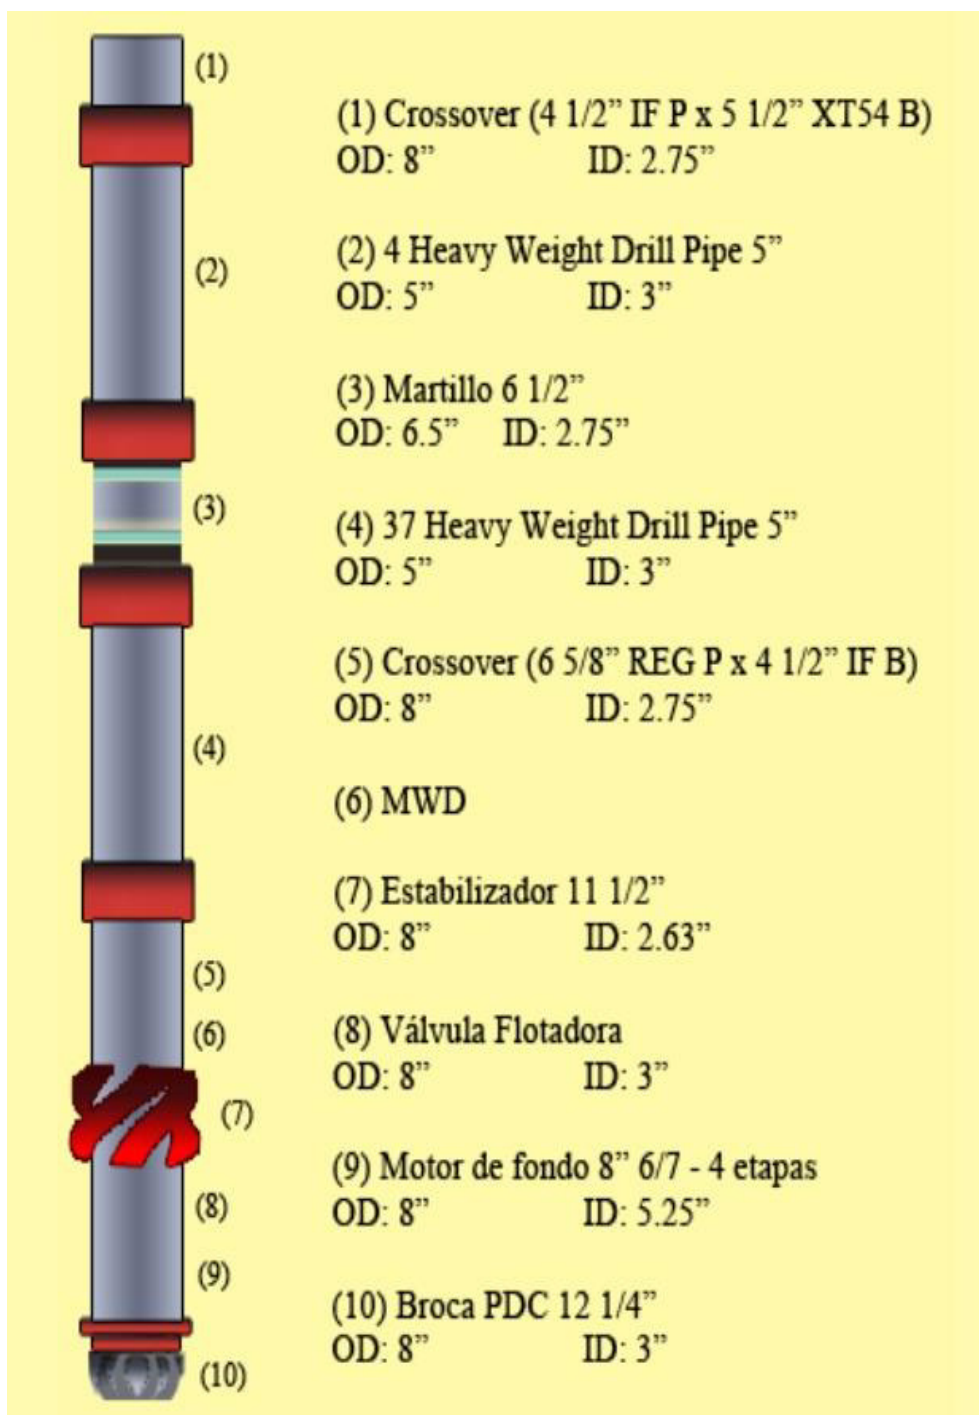 (1)
(2)
(3)
(4)
(5)
(6)
(7)
(8)
(9)
(10)
(1) Crossover (4 1/2” IF P x 5 1/2” XT54 B)
OD: 8” ID: 2.75”
(2) 4 Heavy Weight Drill Pipe 5”
OD: 5” ID: 3”
(3) Martillo 6 1/2”
OD: 6.5” ID: 2.75”
(4) 37 Heavy Weight Drill Pipe 5”
OD: 5” ID: 3”
(5) Crossover (6 5/8” REG P x 4 1/2” IF B)
OD: 8” ID: 2.75”
(6) MWD
(7) Estabilizador 11 1/2”
OD: 8” ID: 2.63”
(8) Válvula Flotadora
OD: 8” ID: 3”
(9) Motor de fondo 8” 6/7 - 4 etapas
OD: 8” ID: 5.25”
(10) Broca PDC 12 1/4”
OD: 8” ID: 3”